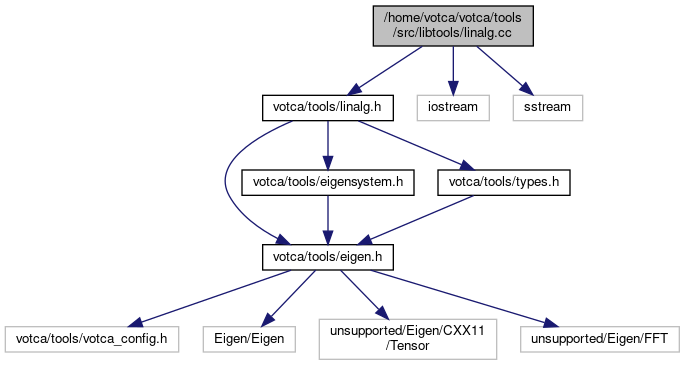 /home/votca/votca/tools
/src/libtools/linalg.cc
votca/tools/linalg.h
iostream
sstream
votca/tools/eigensystem.h
votca/tools/types.h
votca/tools/eigen.h
votca/tools/votca_config.h
Eigen/Eigen
unsupported/Eigen/CXX11
/Tensor
unsupported/Eigen/FFT